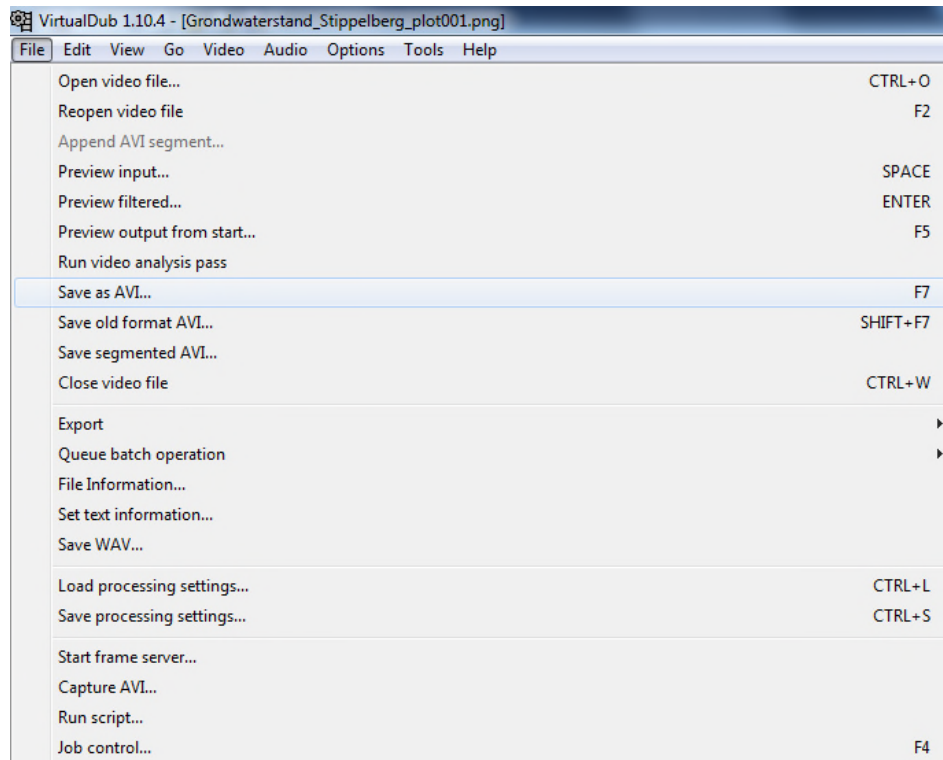 VirtualDub 1.10.4 - [Grondwaterstand_Stippelberg_plot001.png]
File Edit View Go Video Audio Options Tools Help
Open video file... CTRL+O
Reopen video file F2
Append AVI segment...
Preview input... SPACE
Preview filtered... ENTER
Preview output from start... F5
Run video analysis pass
Save as AVI... F7
Save old format AVI... SHIFT+F7
Save segmented AVI...
Close video file CTRL+W
Export
Queue batch operation
File Information...
Set text information...
Save WAV...
Load processing settings... CTRL+L
Save processing settings... CTRL+S
Start frame server...
Capture AVI...
Run script...
Job control... F4